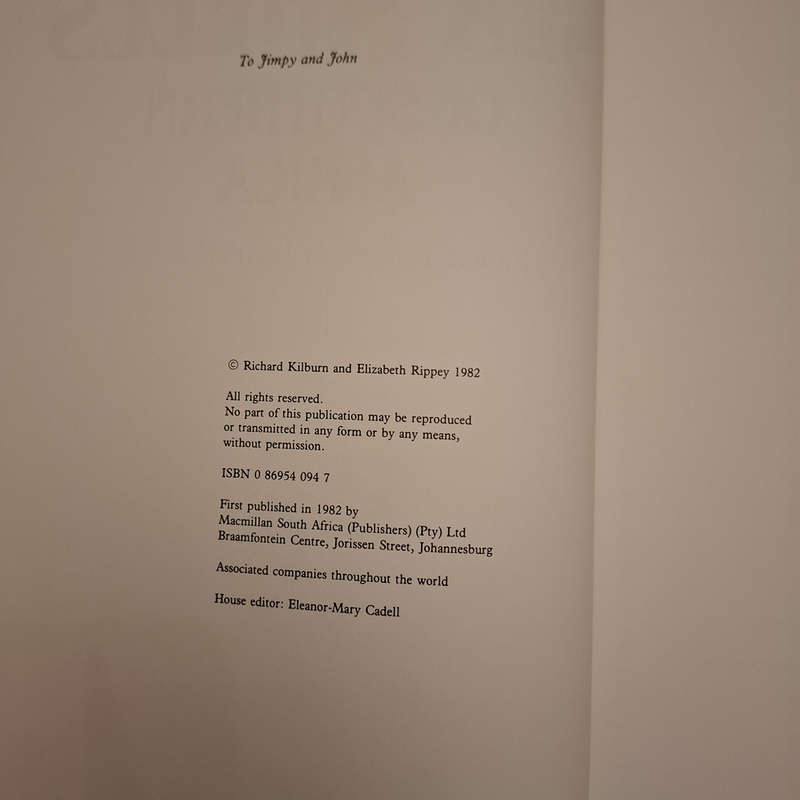 To Jimpy and John
© Richard Kilburn and Elizabeth Rippey 1982
All rights reserved.
No part of this publication may be reproduced
or transmitted in any form or by any means,
without permission.
ISBN 0 86954 094 7
First published in 1982 by
Macmillan South Africa (Publishers) (Pty) Ltd
Braamfontein Centre, Jorissen Street, Johannesburg
Associated companies throughout the world
House editor: Eleanor-Mary Cadell